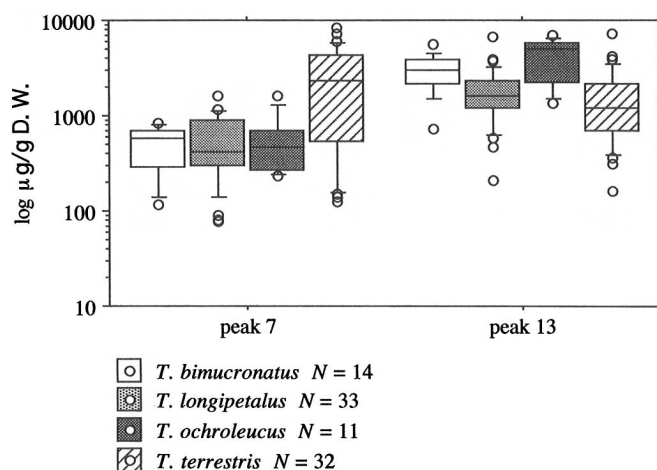 10000
1000
100
10
log μg/g D. W.
peak 7 peak 13
T. bimucronatus N = 14
T. longipetalus N = 33
T. ochroleucus N = 11
T. terrestris N = 32